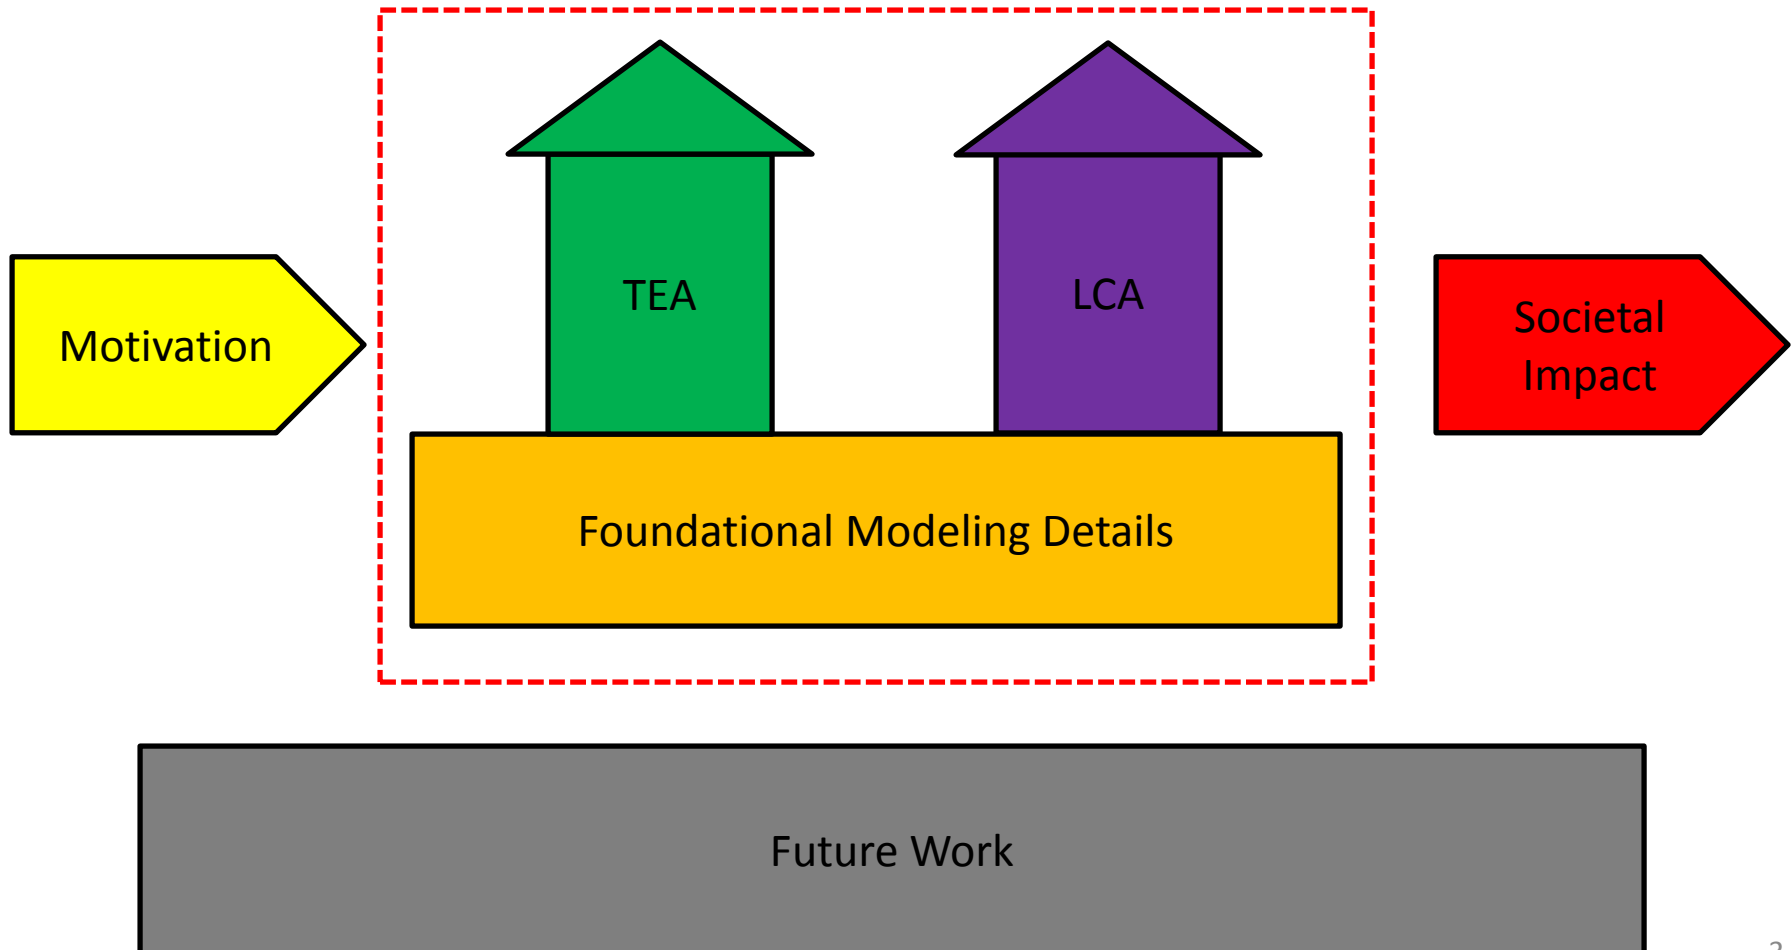 TEA
LCA
Motivation
Societal
Impact
Foundational Modeling Details
Future Work